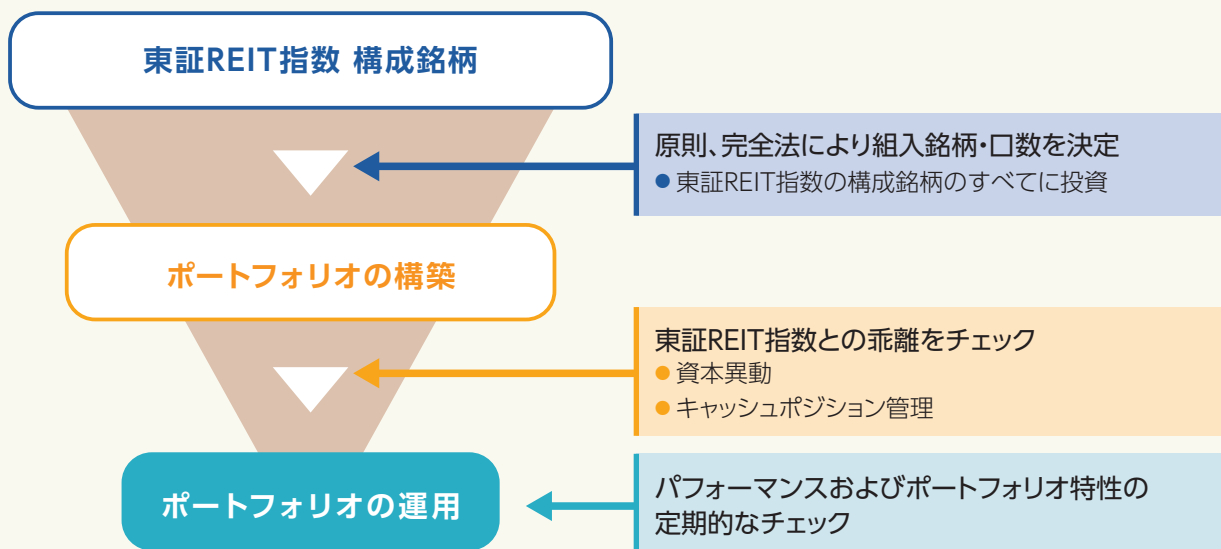 東証REIT指数 構成銘柄
原則、完全法により組入銘柄・口数を決定
● 東証REIT指数の構成銘柄のすべてに投資
ポートフォリオの構築
東証REIT指数との乖離をチェック
● 資本異動
● キャッシュポジション管理
ポートフォリオの運用
パフォーマンスおよびポートフォリオ特性の
定期的なチェック